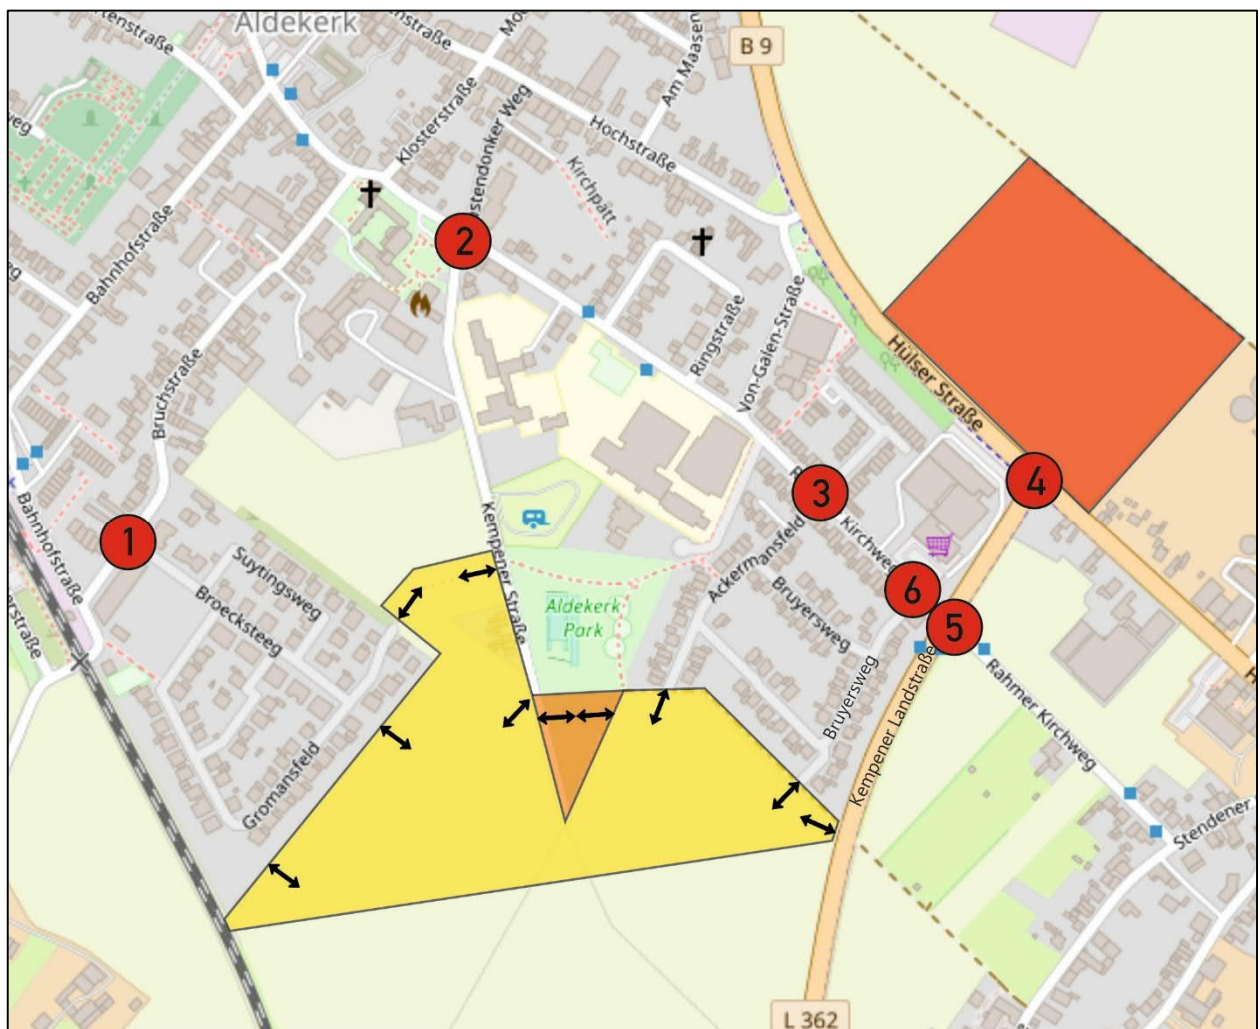 Aldekerk
B 9
Am Maasen
Klosterstraße
Hochstraße
Kirchpätt
Bahnhofstraße
2
Ringstraße
Von-Galen-Straße
Hülser Straße
Bruchstraße
4
3
Bahnhofstraße
1
Kempener Straße
Kirchweg
Suytingsweg
Ackermansfeld
6
Broecksteeg
Aldekerk
Park
Bruyersweg
5
Bruyersweg
Rahmer Kirchweg
Kempener Landstraße
Gromansfeld
Stendener
L 362